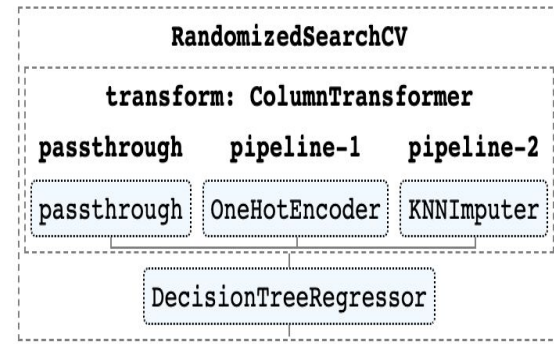 RandomizedSearchCV
transform: ColumnTransformer
passthrough pipeline-1 pipeline-2
passthrough OneHotEncoder KNNImputer
DecisionTreeRegressor